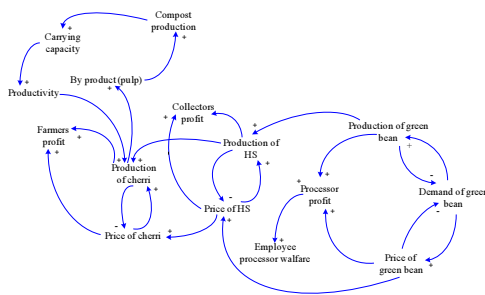 Compost
production
Carrying
capacity
By product (pulp)
Productivity
Collectors
profit
Farmers
profit
Production of green
bean
Production of
HS
Production
of cherri
Processor
profit
Demand of green
bean
Price of HS
Price of cherri
Employee
processor welfare
Price of
green bean